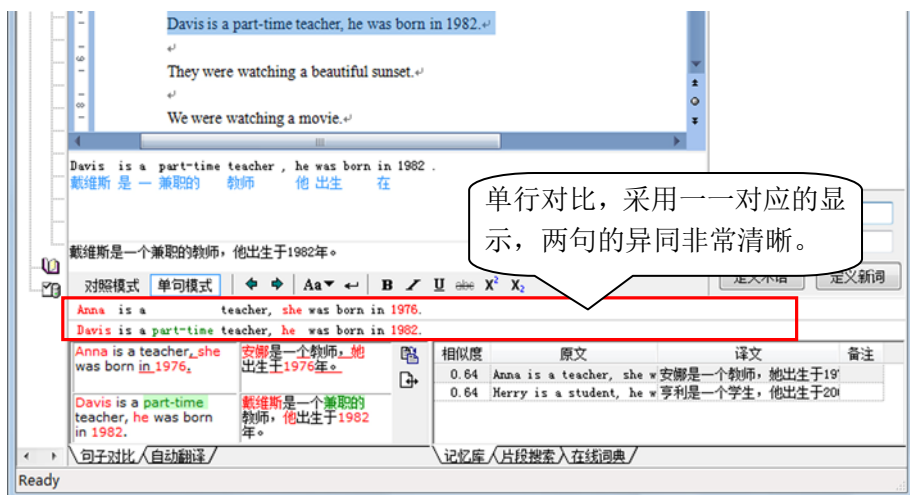 Davis is a part-time teacher, he was born in 1982.
They were watching a beautiful sunset.
We were watching a movie.
Davis is a part-time teacher , he was born in 1982 .
戴维斯 是 一 兼职的 教师 他 出生 在
单行对比，采用一一对应的显
示，两句的异同非常清晰。
戴维斯是一个兼职的教师，他出生于1982年。
定义新词
对照模式 单句模式 Aa B I U abc X² X₂
Anna is a teacher, she was born in 1976.
Davis is a part-time teacher, he was born in 1982.
Anna is a teacher, she
was born in 1976.
安娜是一个教师，她
出生于1976年。
Davis is a part-time
teacher, he was born
in 1982.
戴维斯是一个兼职的
教师，他出生于1982
年。
相似度 原文 译文 备注
0.64 Anna is a teacher, she w 安娜是一个教师，她出生于19
0.64 Herry is a student, he w 亨利是一个学生，他出生于20
句子对比 自动翻译 记忆库 片段搜索 在线词典
Ready